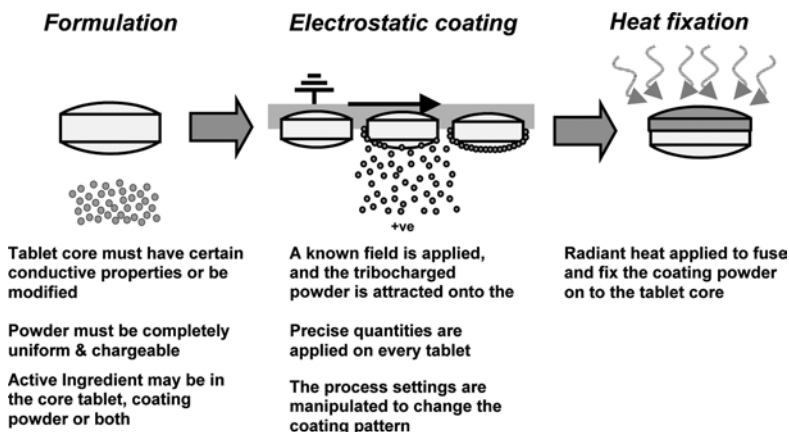 Formulation
Electrostatic coating
Heat fixation
+ve
Tablet core must have certain
conductive properties or be
modified
Powder must be completely
uniform & chargeable
Active Ingredient may be in
the core tablet, coating
powder or both
A known field is applied,
and the tribocharged
powder is attracted onto the
Precise quantities are
applied on every tablet
The process settings are
manipulated to change the
coating pattern
Radiant heat applied to fuse
and fix the coating powder
on to the tablet core